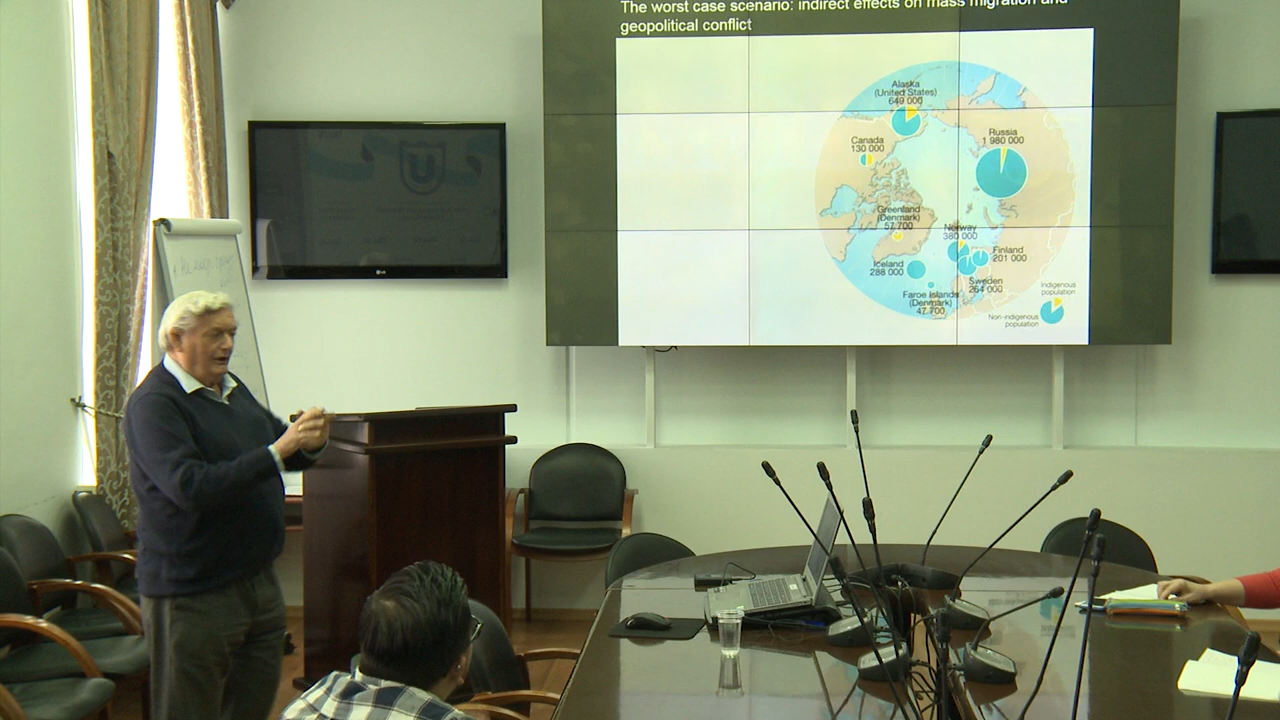 The worst case scenario: indirect effects on mass migration and
geopolitical conflict
Alaska
(United States)
649 000
Canada
130 000
Russia
1 980 000
Greenland
(Denmark)
57 700
Norway
380 000
Finland
201 000
Iceland
288 000
Sweden
264 000
Faroe Islands
(Denmark)
47 700
Indigenous
population
Non-indigenous
population
U
LG